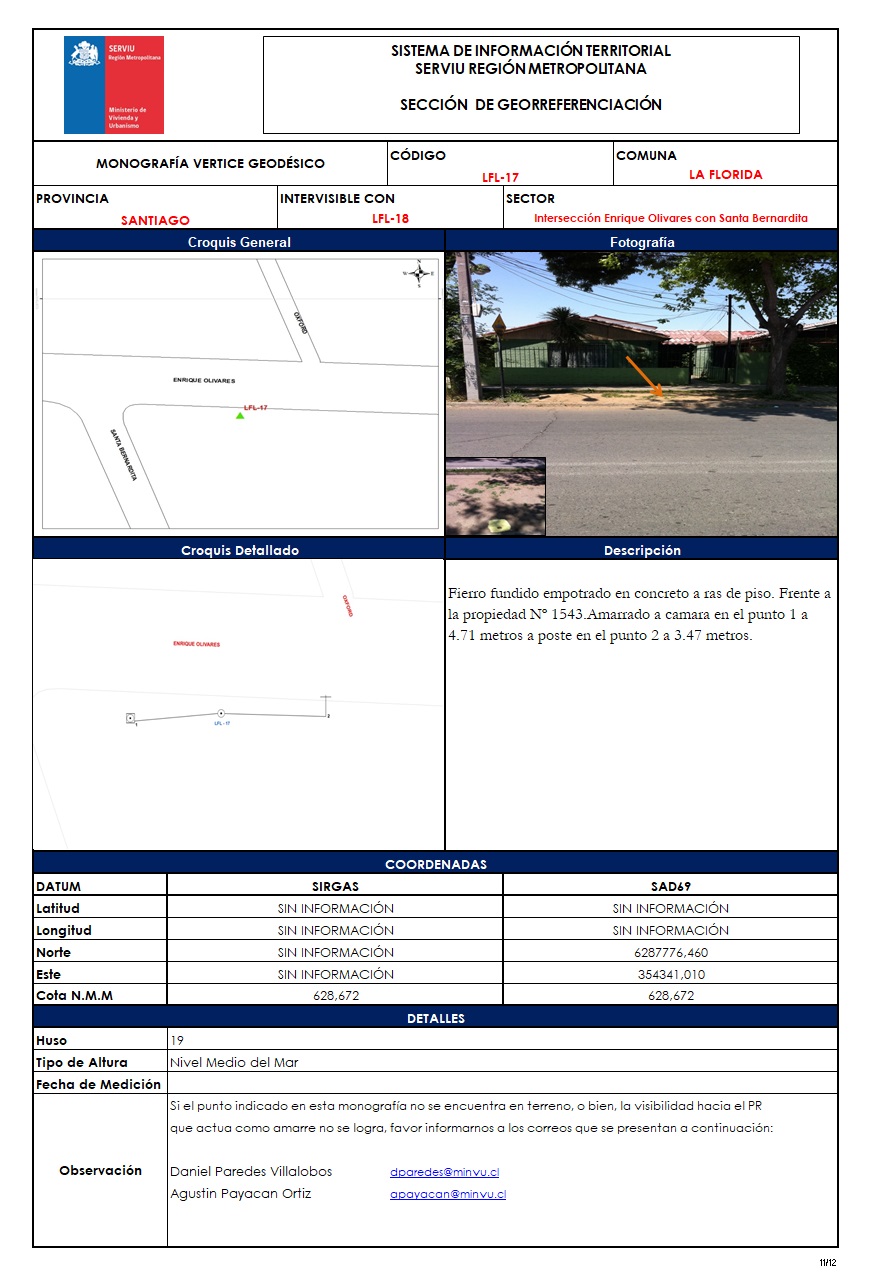 SERVIU
Región Metropolitana
Ministerio de
Vivienda y
Urbanismo
SISTEMA DE INFORMACIÓN TERRITORIAL
SERVIU REGIÓN METROPOLITANA
SECCIÓN DE GEORREFERENCIACIÓN
MONOGRAFÍA VERTICE GEODÉSICO
CÓDIGO
LFL-17
COMUNA
LA FLORIDA
PROVINCIA
SANTIAGO
INTERVISIBLE CON
LFL-18
SECTOR
Intersección Enrique Olivares con Santa Bernardita
Croquis General
Fotografía
N
W E
S
OXFORD
ENRIQUE OLIVARES
LFL-17
SANTA BERNARDITA
Croquis Detallado
Descripción
OXFORD
ENRIQUE OLIVARES
1
LFL - 17
2
Fierro fundido empotrado en concreto a ras de piso. Frente a
la propiedad Nº 1543.Amarrado a camara en el punto 1 a
4.71 metros a poste en el punto 2 a 3.47 metros.
COORDENADAS
DATUM SIRGAS SAD69
Latitud SIN INFORMACIÓN SIN INFORMACIÓN
Longitud SIN INFORMACIÓN SIN INFORMACIÓN
Norte SIN INFORMACIÓN 6287776,460
Este SIN INFORMACIÓN 354341,010
Cota N.M.M 628,672 628,672
DETALLES
Huso 19
Tipo de Altura Nivel Medio del Mar
Fecha de Medición
Observación
Si el punto indicado en esta monografía no se encuentra en terreno, o bien, la visibilidad hacia el PR
que actua como amarre no se logra, favor informarnos a los correos que se presentan a continuación:
Daniel Paredes Villalobos dparedes@minvu.cl
Agustin Payacan Ortiz apayacan@minvu.cl
11/12